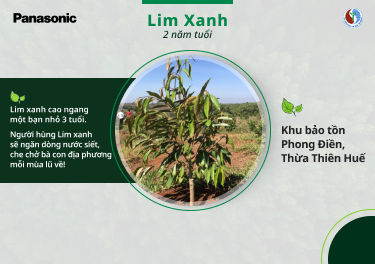 Panasonic
Lim Xanh
2 năm tuổi
Lim xanh cao ngang
một bạn nhỏ 3 tuổi.
Người hùng Lim xanh
sẽ ngăn dòng nước siết,
che chở bà con địa phương
mỗi mùa lũ về!
Khu bảo tồn
Phong Điền,
Thừa Thiên Huế